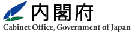 内閣府
Cabinet Office, Government of Japan